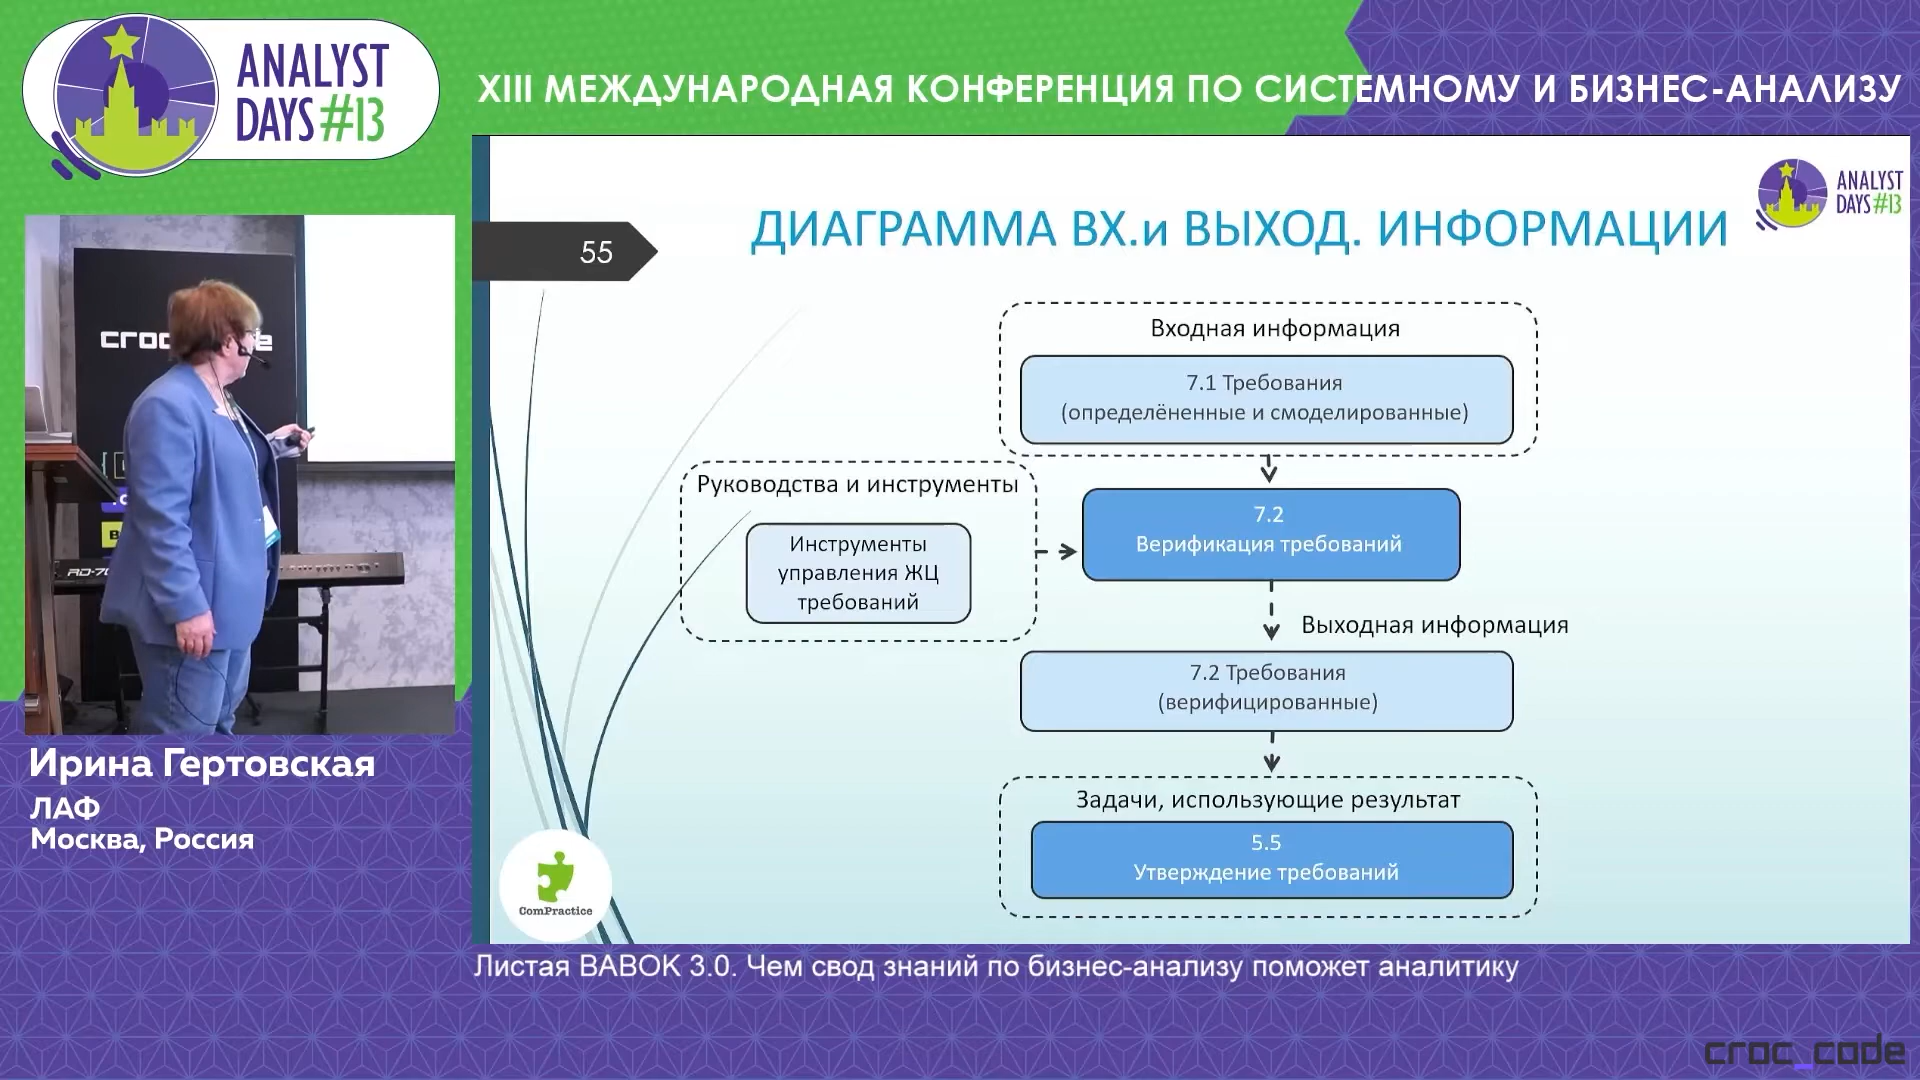 ANALYST
DAYS #13
XIII МЕЖДУНАРОДНАЯ КОНФЕРЕНЦИЯ ПО СИСТЕМНОМУ И БИЗНЕС-АНАЛИЗУ
ANALYST
DAYS #13
55
ДИАГРАММА ВХ.и ВЫХОД. ИНФОРМАЦИИ
Входная информация
7.1 Требования
(определёненные и смоделированные)
Руководства и инструменты
Инструменты
управления ЖЦ
требований
7.2
Верификация требований
Выходная информация
7.2 Требования
(верифицированные)
Задачи, использующие результат
5.5
Утверждение требований
ComPractice
Ирина Гертовская
ЛАФ
Москва, Россия
Листая BABOK 3.0. Чем свод знаний по бизнес-анализу поможет аналитику
croc_code